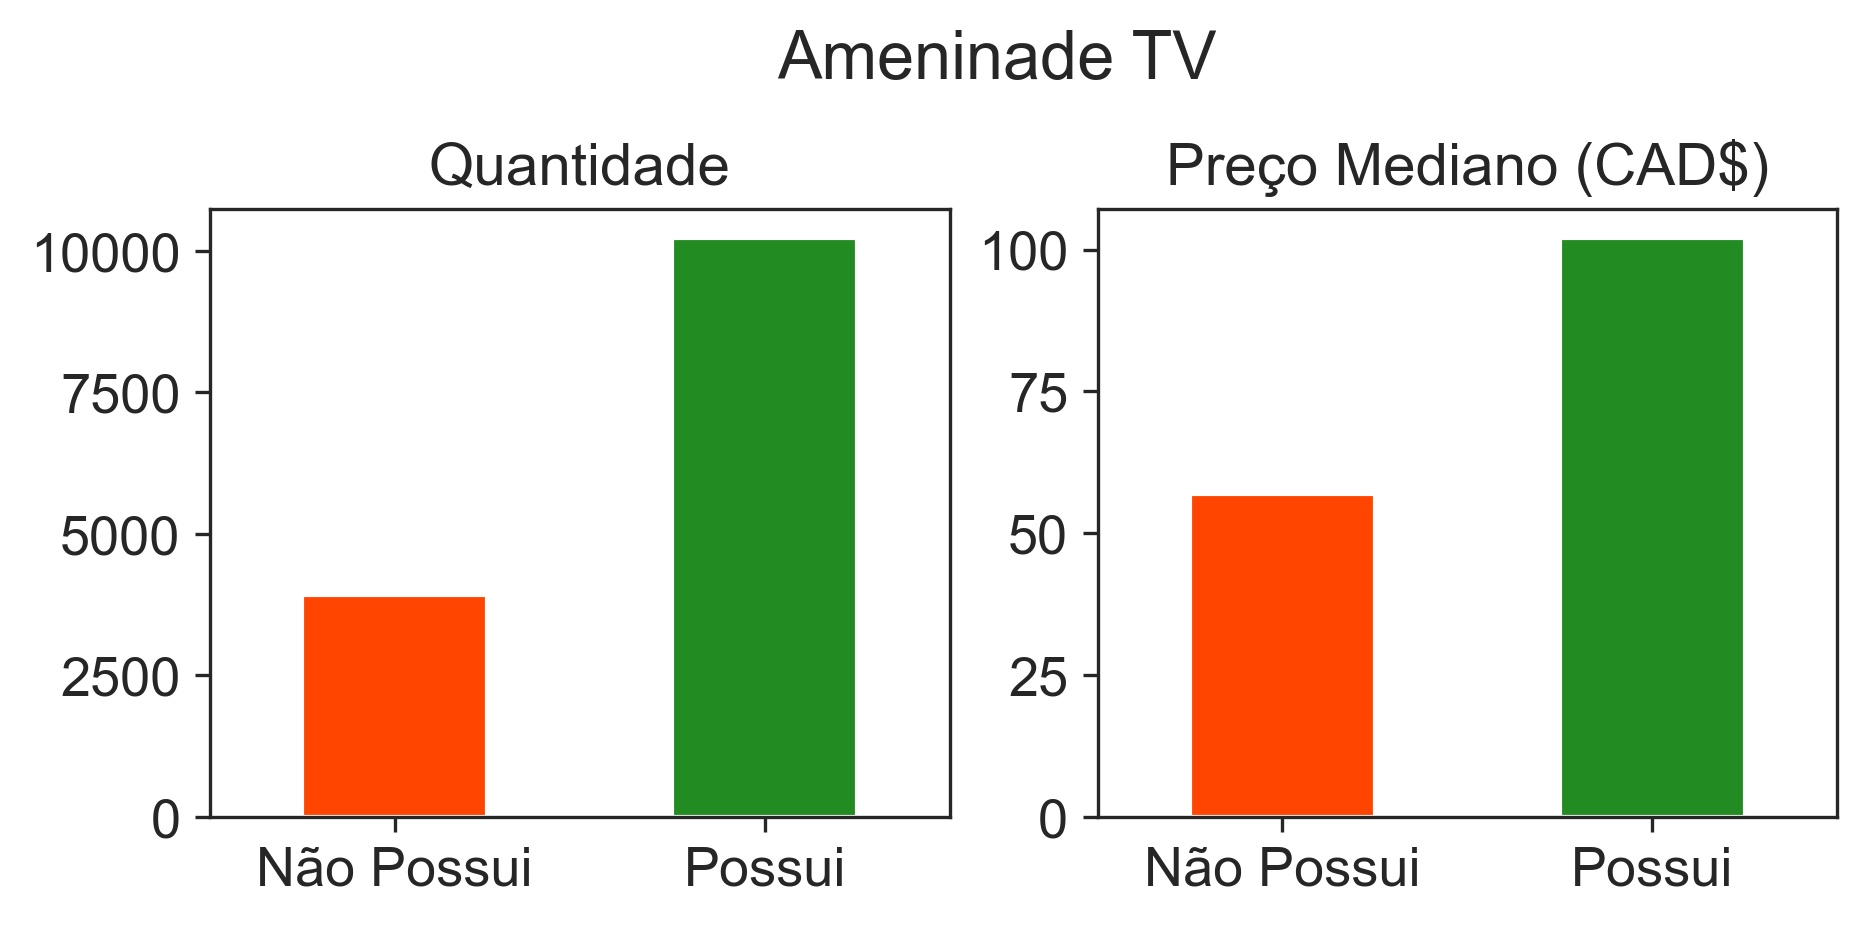 Ameninade TV
Quantidade
10000
7500
5000
2500
0
Não Possui
Possui
Preço Mediano (CAD$)
100
75
50
25
0
Não Possui
Possui